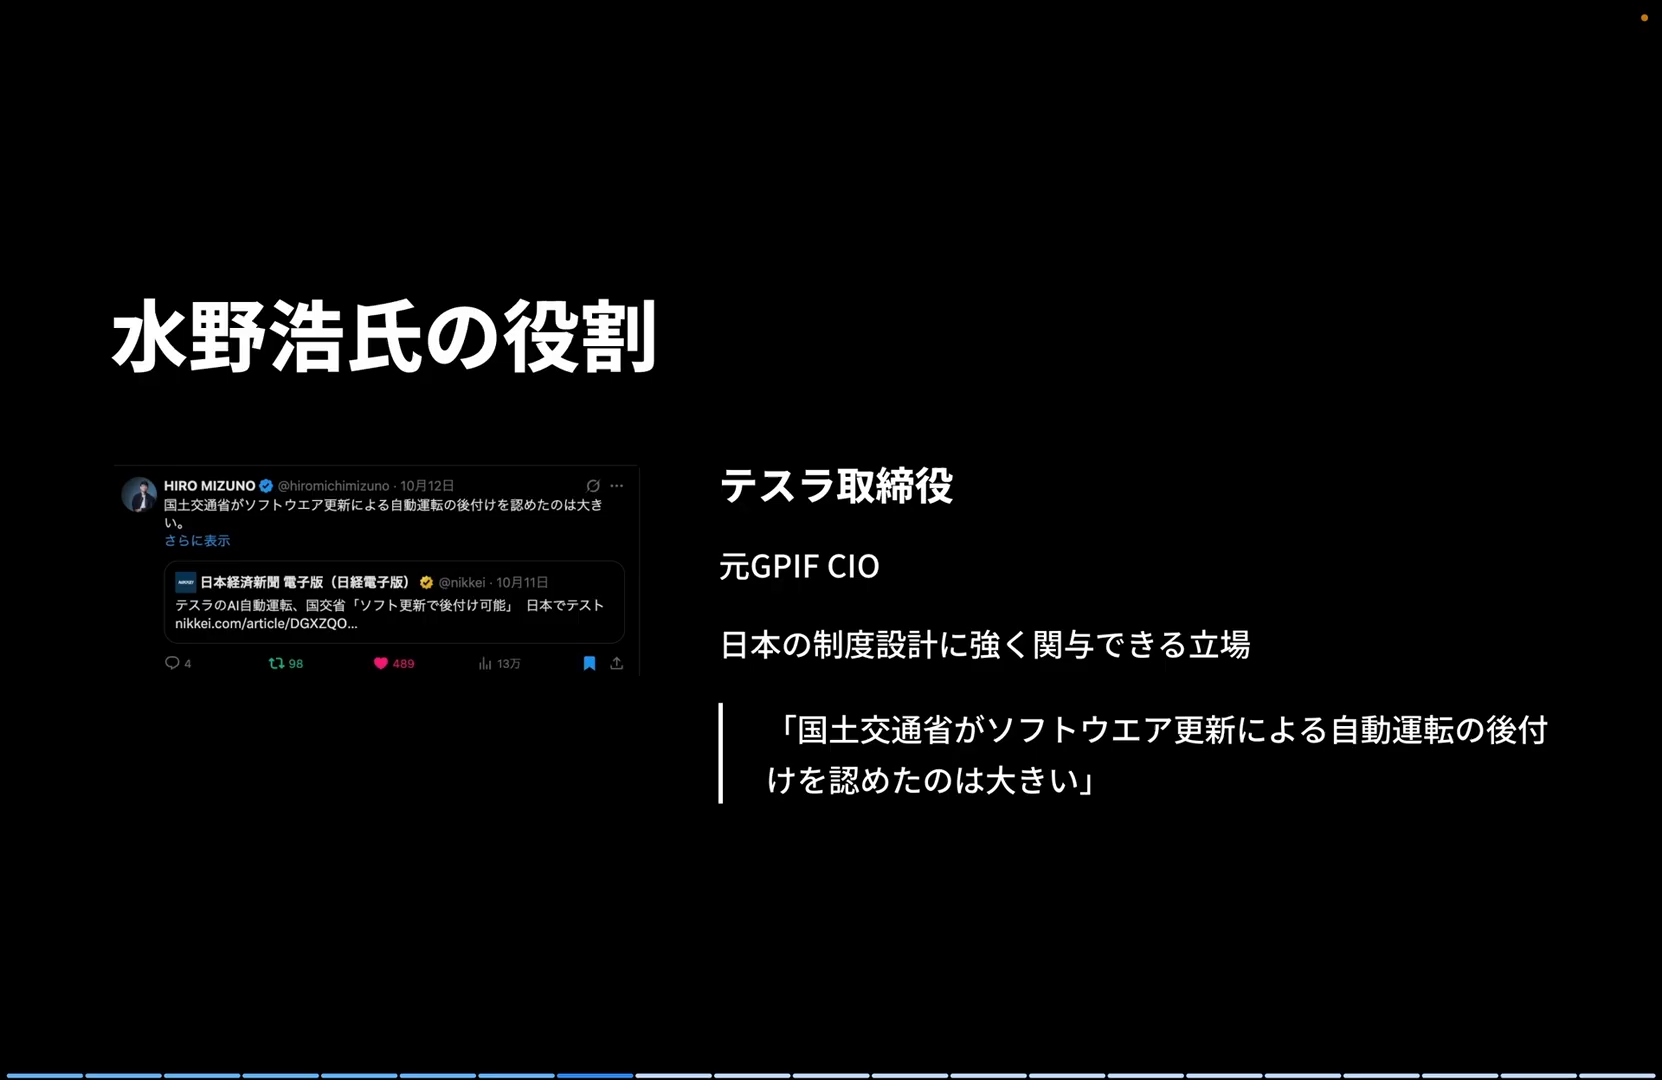 水野浩氏の役割
HIRO MIZUNO @hiromichimizuno · 10月12日
国土交通省がソフトウエア更新による自動運転の後付けを認めたのは大き
い。
さらに表示
日本経済新聞 電子版（日経電子版） @nikkei · 10月11日
テスラのAI自動運転、国交省「ソフト更新で後付け可能」 日本でテスト
nikkei.com/article/DGXZQO...
4 98 489 13万
テスラ取締役
元GPIF CIO
日本の制度設計に強く関与できる立場
「国土交通省がソフトウエア更新による自動運転の後付
けを認めたのは大きい」